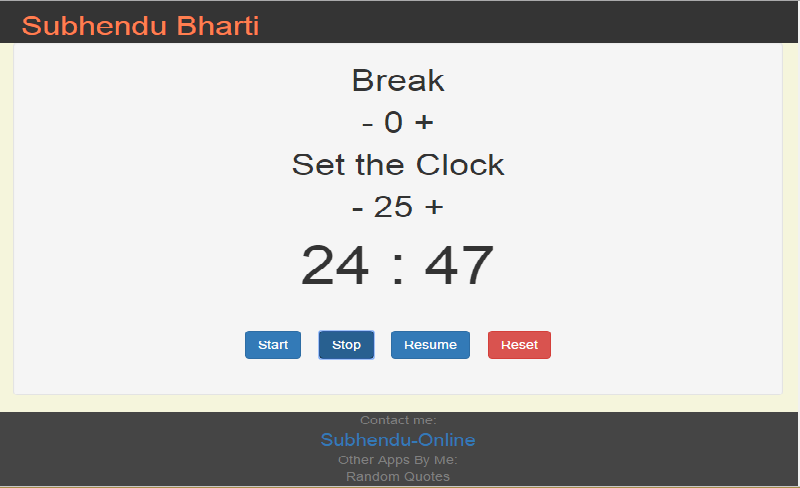 Subhendu Bharti
Break
- 0 +
Set the Clock
- 25 +
24 : 47
Start Stop Resume Reset
Contact me:
Subhendu-Online
Other Apps By Me:
Random Quotes